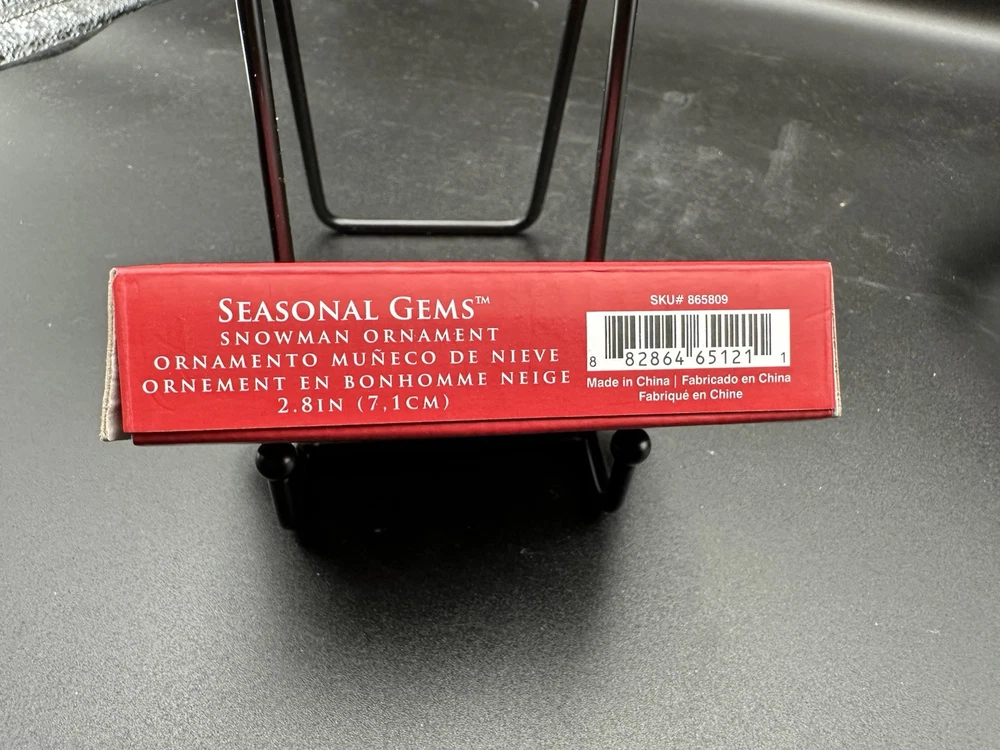 SEASONAL GEMS™
SNOWMAN ORNAMENT
ORNAMENTO MUÑECO DE NIEVE
ORNEMENT EN BONHOMME NEIGE
2.8IN (7,1CM)
SKU# 865809
8 82864 65121 1
Made in China | Fabricado en China
Fabriqué en Chine